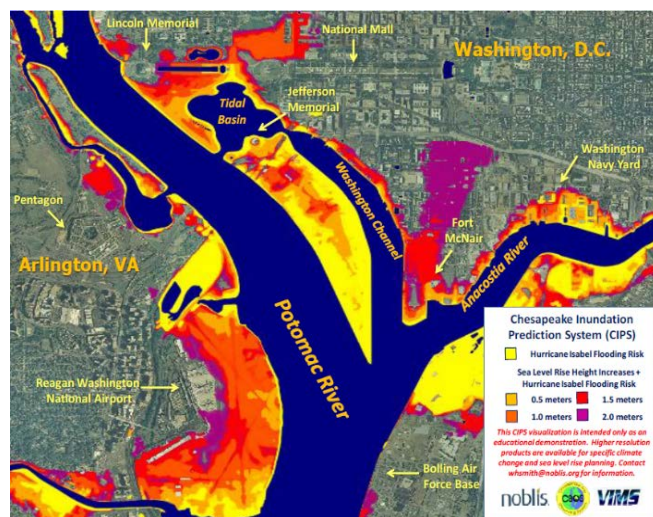 Lincoln Memorial
National Mall
Washington, D.C.
Tidal
Basin
Jefferson
Memorial
Washington
Navy Yard
Washington Channel
Pentagon
Fort
McNair
Arlington, VA
Anacostia River
Potomac River
Reagan Washington
National Airport
Bolling Air
Force Base
Chesapeake Inundation
Prediction System (CIPS)
Hurricane Isabel Flooding Risk
Sea Level Rise Height Increases +
Hurricane Isabel Flooding Risk
0.5 meters
1.5 meters
1.0 meters
2.0 meters
This CIPS visualization is intended only as an
educational demonstration. Higher resolution
products are available for specific climate
change and sea level rise planning. Contact
whsmith@noblis.org for information.
noblis.
VIMS